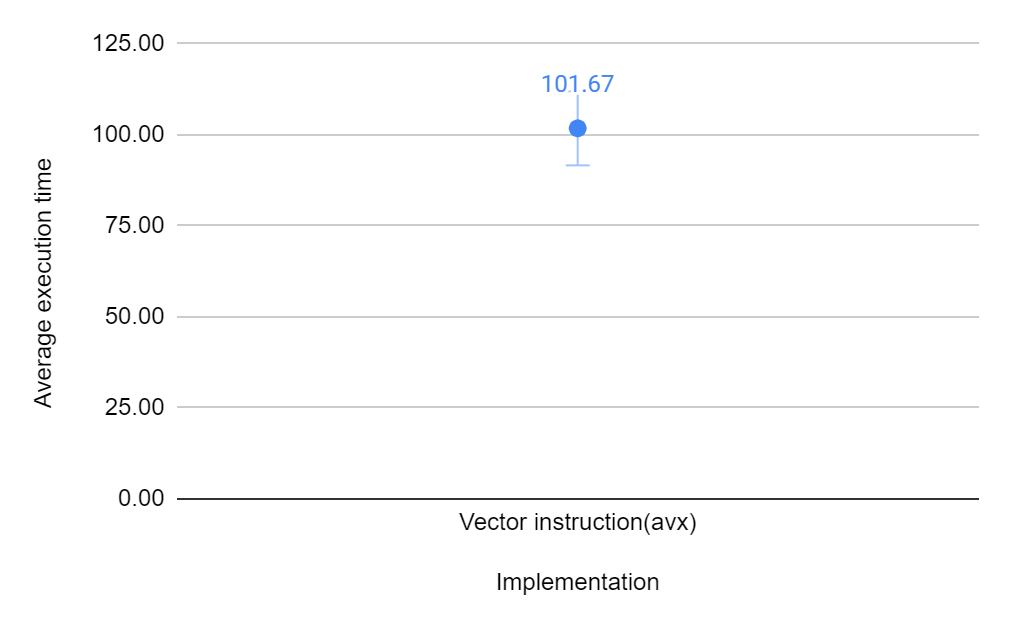 125.00
101.67
100.00
75.00
50.00
25.00
0.00
Average execution time
Vector instruction(avx)
Implementation